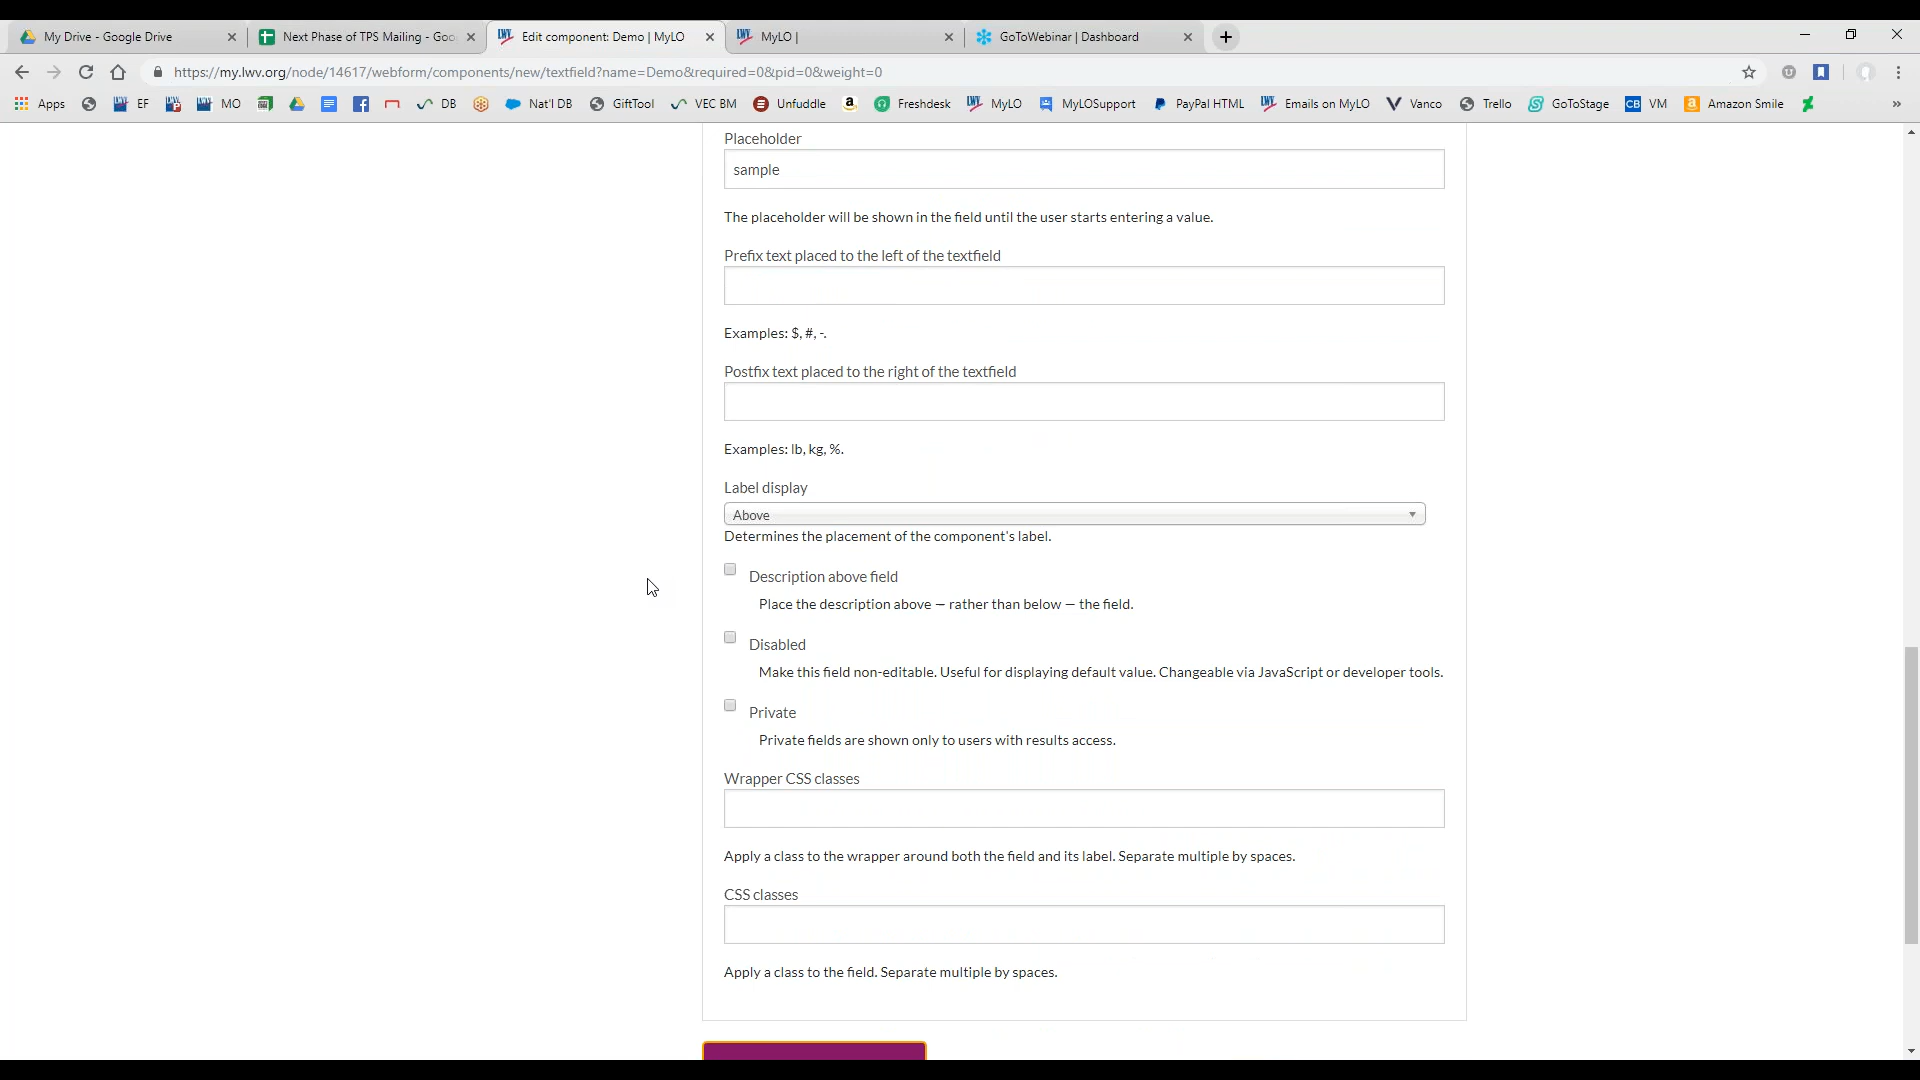 My Drive - Google Drive
Next Phase of TPS Mailing - Goo
Edit component: Demo | MyLO
MyLO |
GoToWebinar | Dashboard
https://my.lwv.org/node/14617/webform/components/new/textfield?name=Demo&required=0&pid=0&weight=0
Apps EF MO DB Nat'l DB GiftTool VEC BM Unfuddle Freshdesk MyLO MyLOSupport PayPal HTML Emails on MyLO Vanco Trello GoToStage CB VM Amazon Smile
Placeholder
sample
The placeholder will be shown in the field until the user starts entering a value.
Prefix text placed to the left of the textfield
Examples: $, #, -.
Postfix text placed to the right of the textfield
Examples: lb, kg, %.
Label display
Above
Determines the placement of the component's label.
Description above field
Place the description above — rather than below — the field.
Disabled
Make this field non-editable. Useful for displaying default value. Changeable via JavaScript or developer tools.
Private
Private fields are shown only to users with results access.
Wrapper CSS classes
Apply a class to the wrapper around both the field and its label. Separate multiple by spaces.
CSS classes
Apply a class to the field. Separate multiple by spaces.